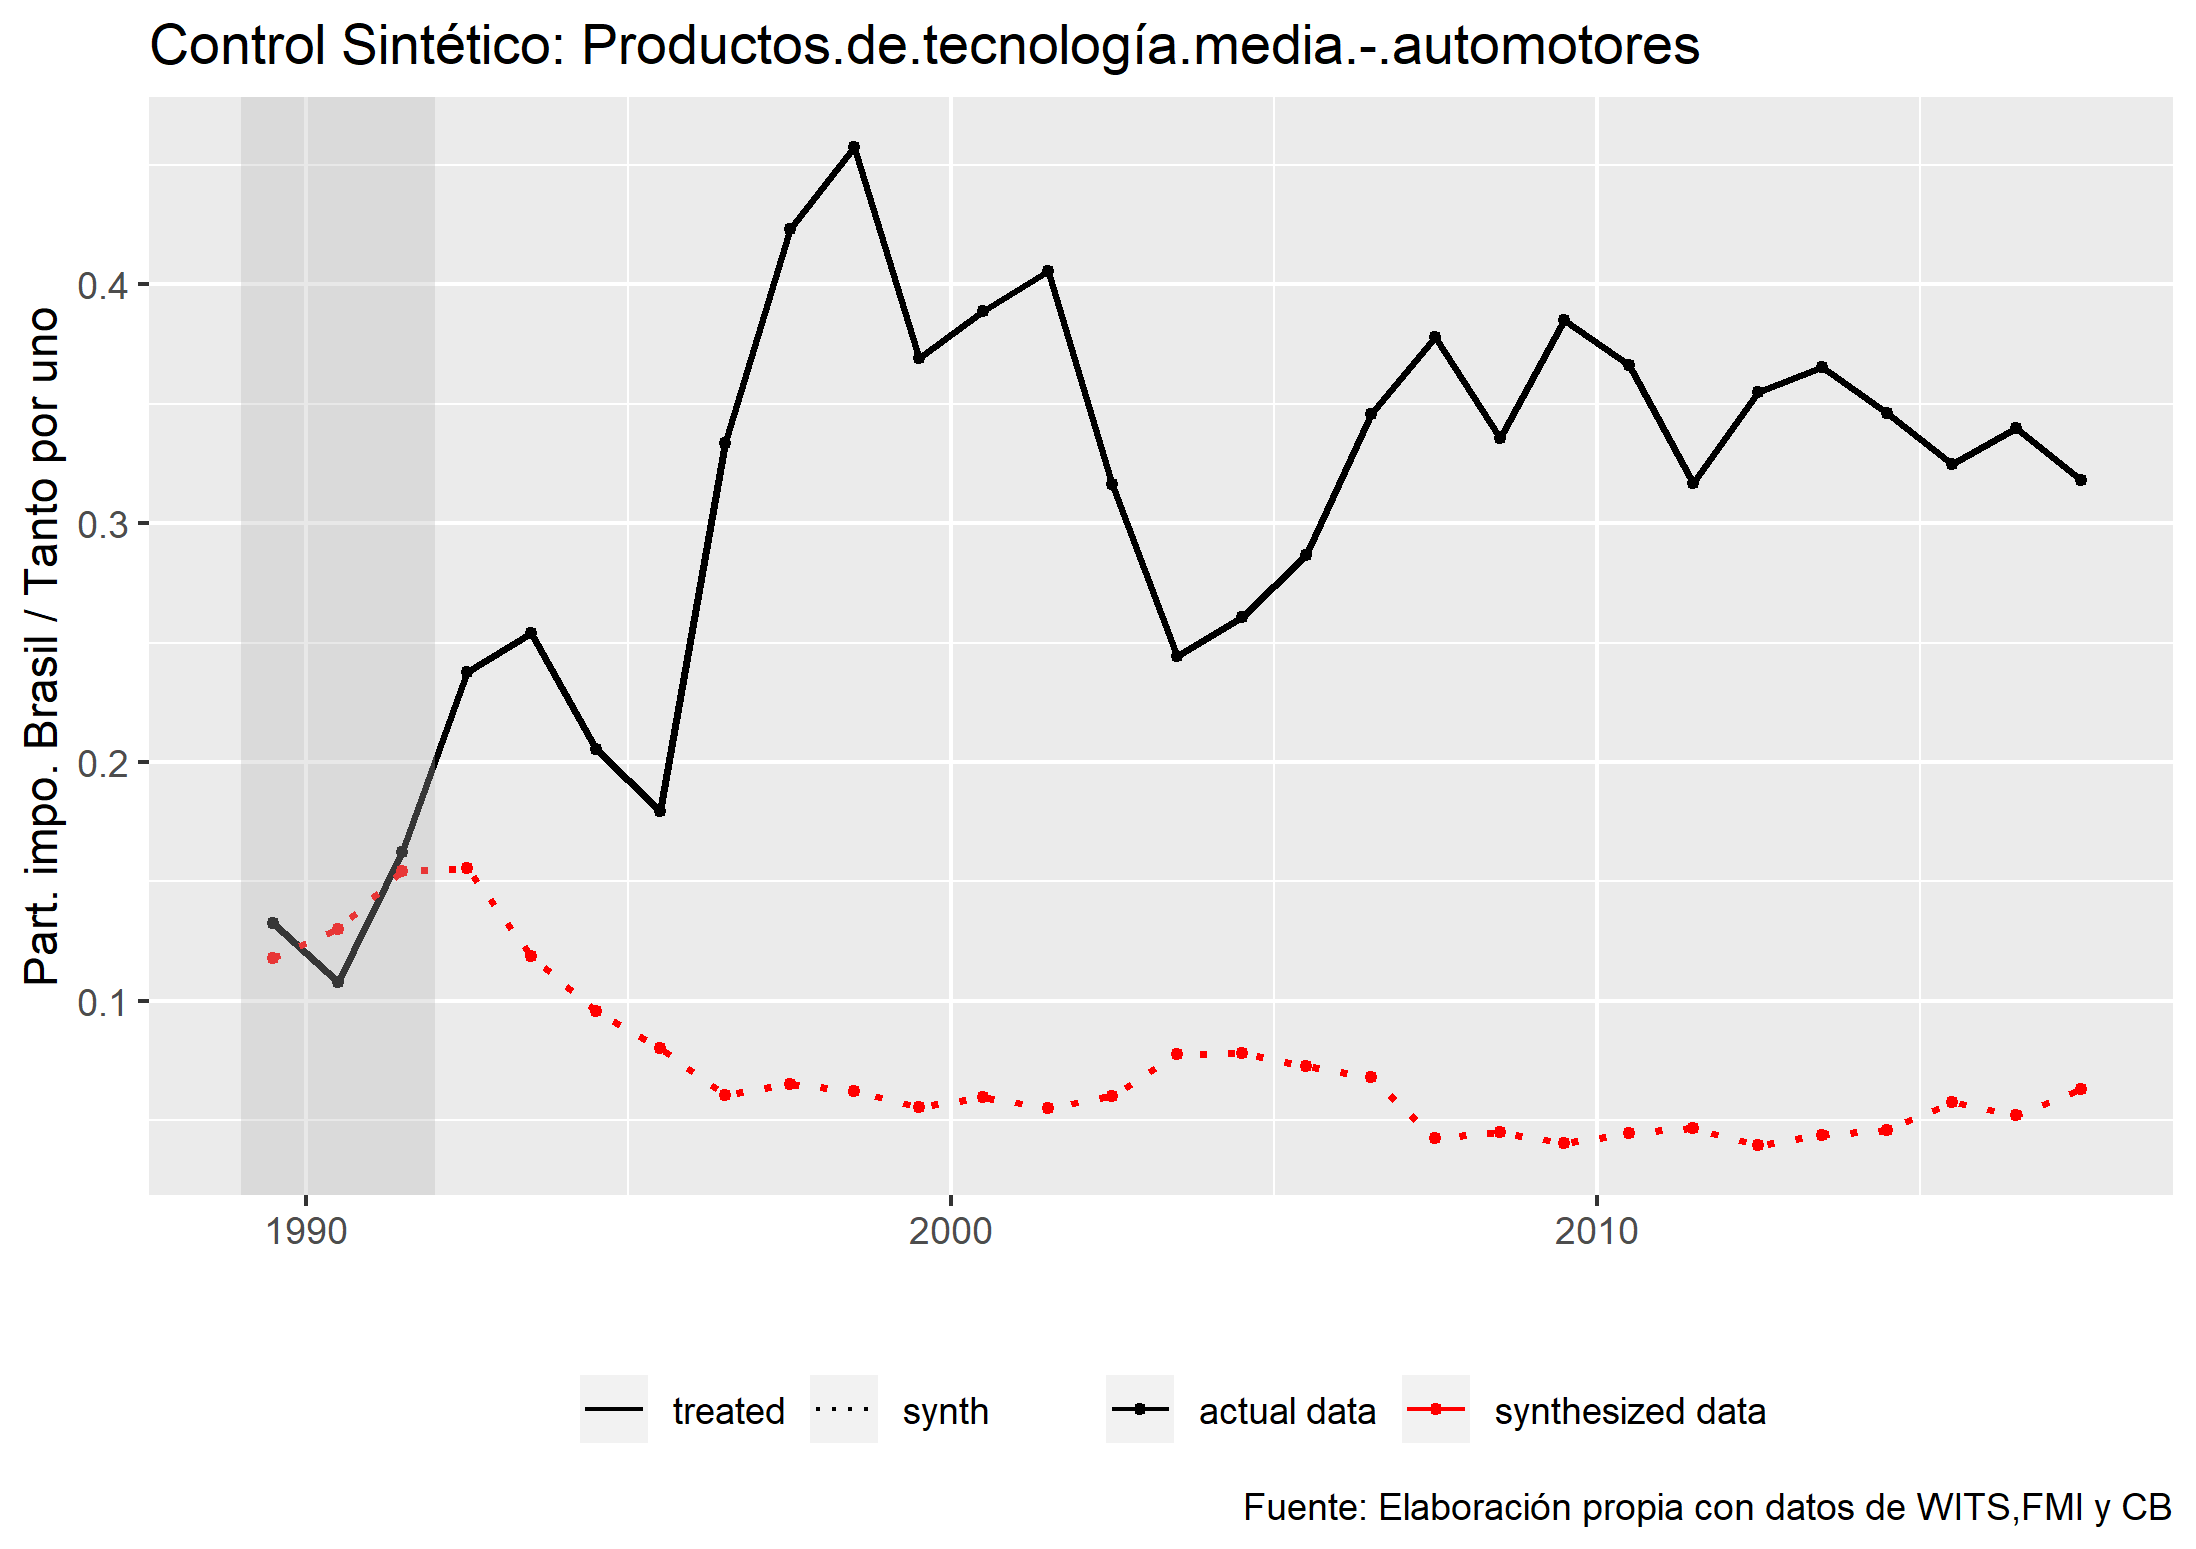 Control Sintético: Productos.de.tecnología.media.-.automotores
Part. impo. Brasil / Tanto por uno
0.4
0.3
0.2
0.1
1990 2000 2010
treated synth actual data synthesized data
Fuente: Elaboración propia con datos de WITS,FMI y CB